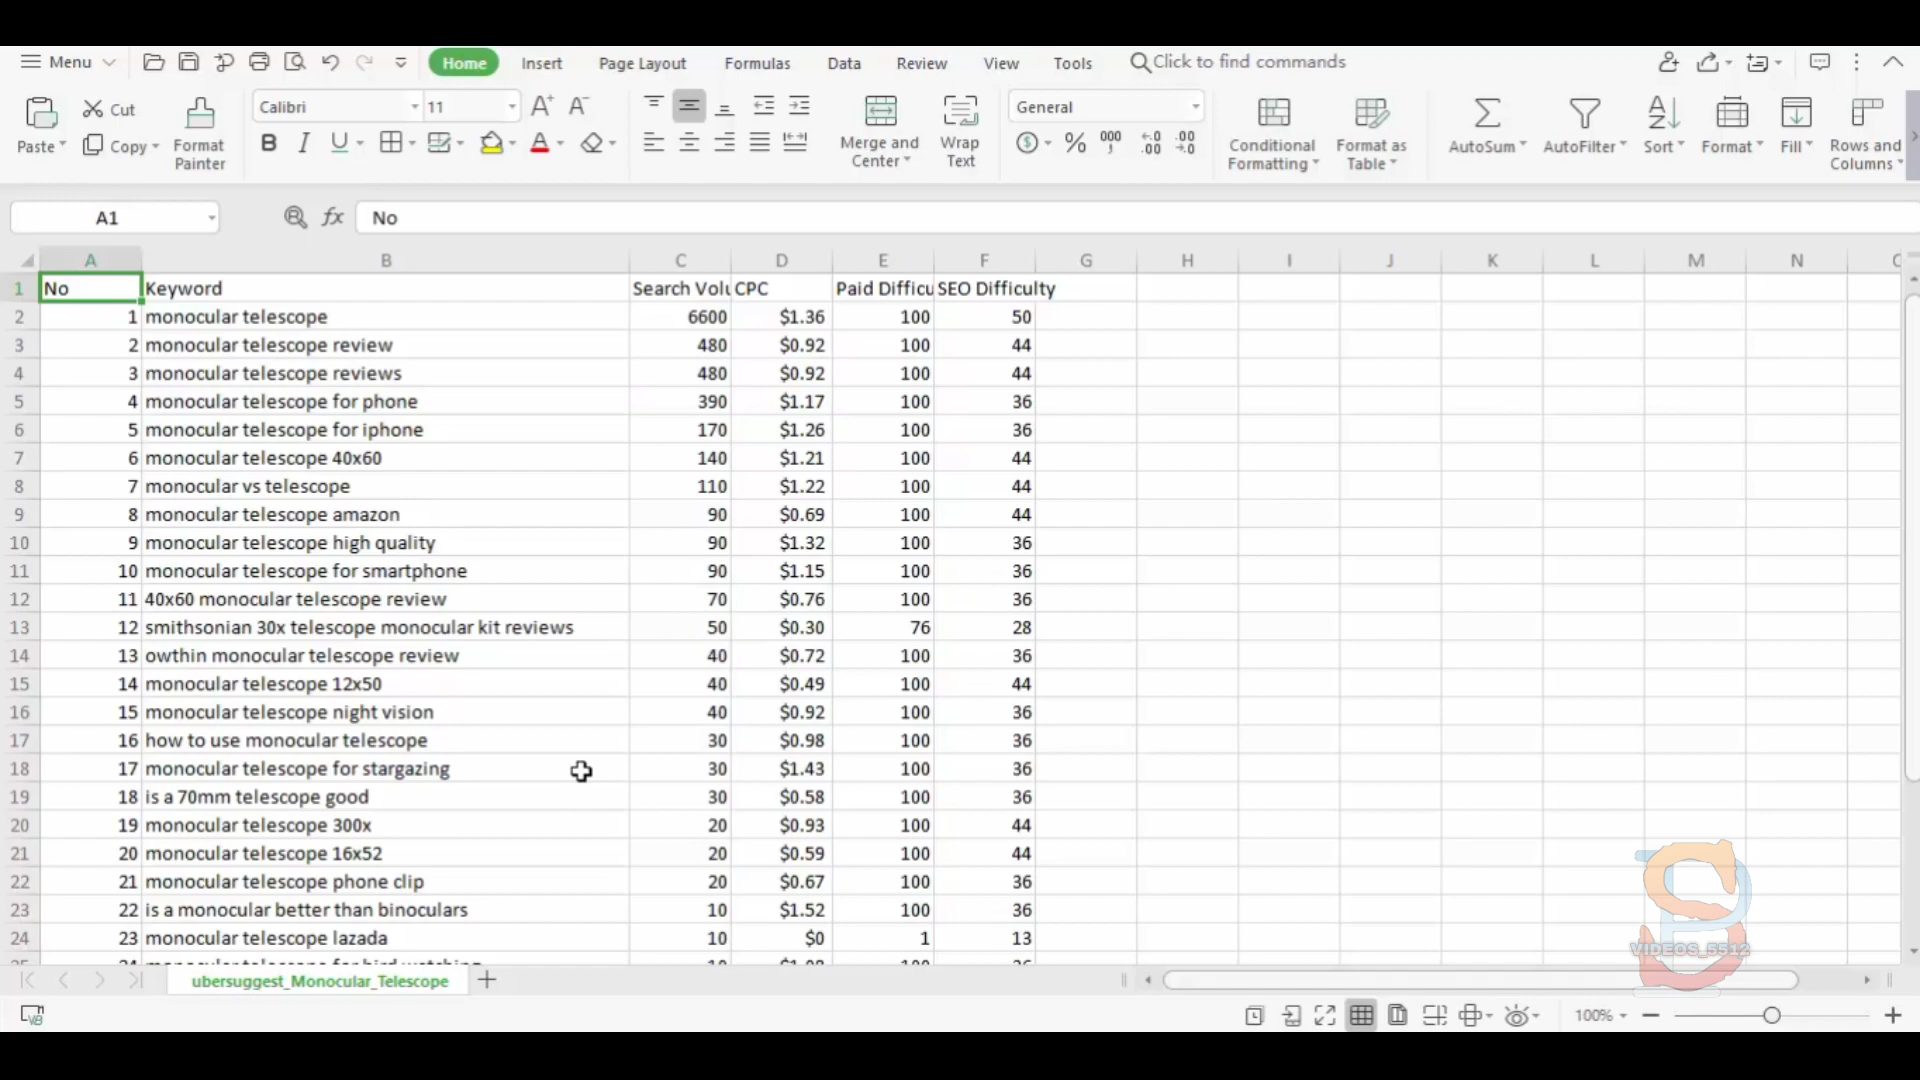 Menu
Home Insert Page Layout Formulas Data Review View Tools Click to find commands
Paste Cut Copy Format Painter
Calibri 11
Merge and Center
Wrap Text
General
Conditional Formatting
Format as Table
AutoSum AutoFilter Sort Format Fill Rows and Columns
A1 fx No
A B C D E F G H I J K L M N
1 No Keyword Search Volu CPC Paid Difficu SEO Difficulty
2 1 monocular telescope 6600 $1.36 100 50
3 2 monocular telescope review 480 $0.92 100 44
4 3 monocular telescope reviews 480 $0.92 100 44
5 4 monocular telescope for phone 390 $1.17 100 36
6 5 monocular telescope for iphone 170 $1.26 100 36
7 6 monocular telescope 40x60 140 $1.21 100 44
8 7 monocular vs telescope 110 $1.22 100 44
9 8 monocular telescope amazon 90 $0.69 100 44
10 9 monocular telescope high quality 90 $1.32 100 36
11 10 monocular telescope for smartphone 90 $1.15 100 36
12 11 40x60 monocular telescope review 70 $0.76 100 36
13 12 smithsonian 30x telescope monocular kit reviews 50 $0.30 76 28
14 13 owthin monocular telescope review 40 $0.72 100 36
15 14 monocular telescope 12x50 40 $0.49 100 44
16 15 monocular telescope night vision 40 $0.92 100 36
17 16 how to use monocular telescope 30 $0.98 100 36
18 17 monocular telescope for stargazing 30 $1.43 100 36
19 18 is a 70mm telescope good 30 $0.58 100 36
20 19 monocular telescope 300x 20 $0.93 100 44
21 20 monocular telescope 16x52 20 $0.59 100 44
22 21 monocular telescope phone clip 20 $0.67 100 36
23 22 is a monocular better than binoculars 10 $1.52 100 36
24 23 monocular telescope lazada 10 $0 1 13
VIDEOS_5512
ubersuggest_Monocular_Telescope
100%